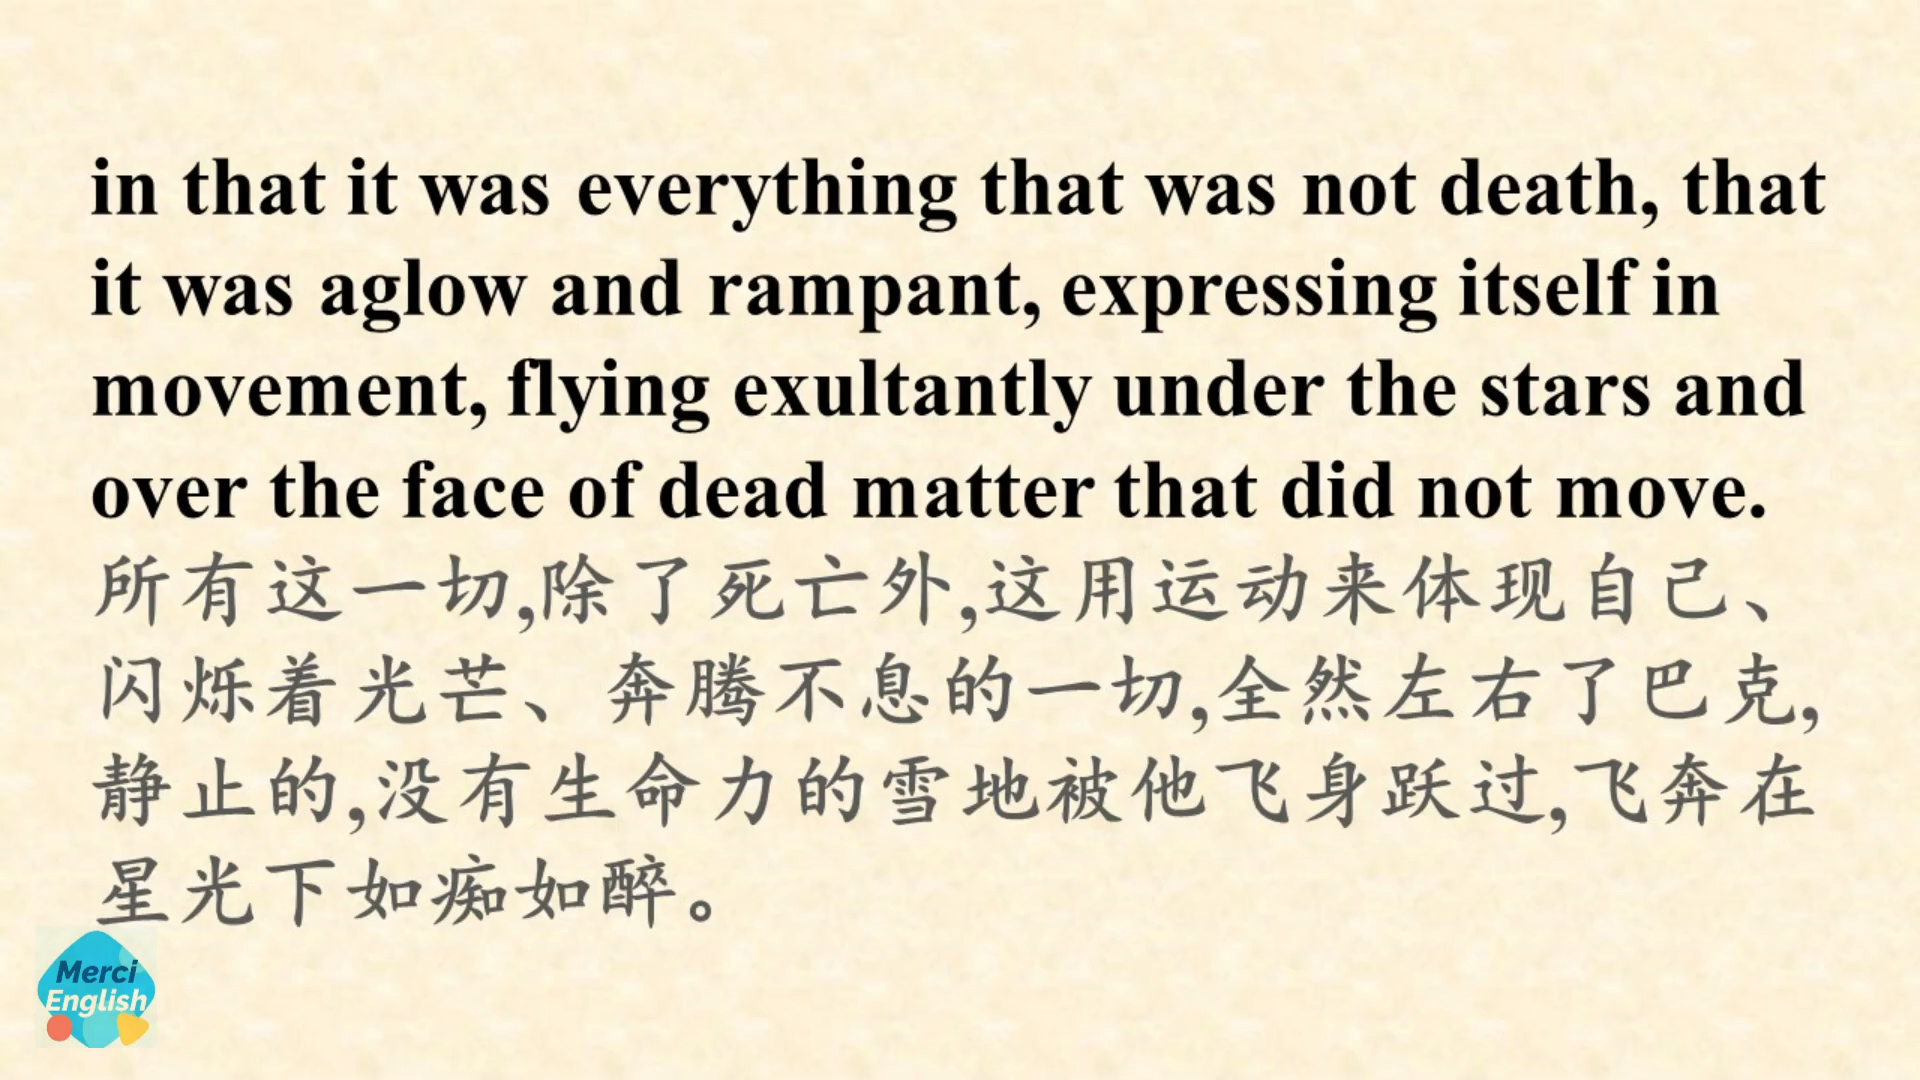 in that it was everything that was not death, that
it was aglow and rampant, expressing itself in
movement, flying exultantly under the stars and
over the face of dead matter that did not move.
所有这一切,除了死亡外,这用运动来体现自己、
闪烁着光芒、奔腾不息的一切,全然左右了巴克,
静止的,没有生命力的雪地被他飞身跃过,飞奔在
星光下如痴如醉。
Merci
English